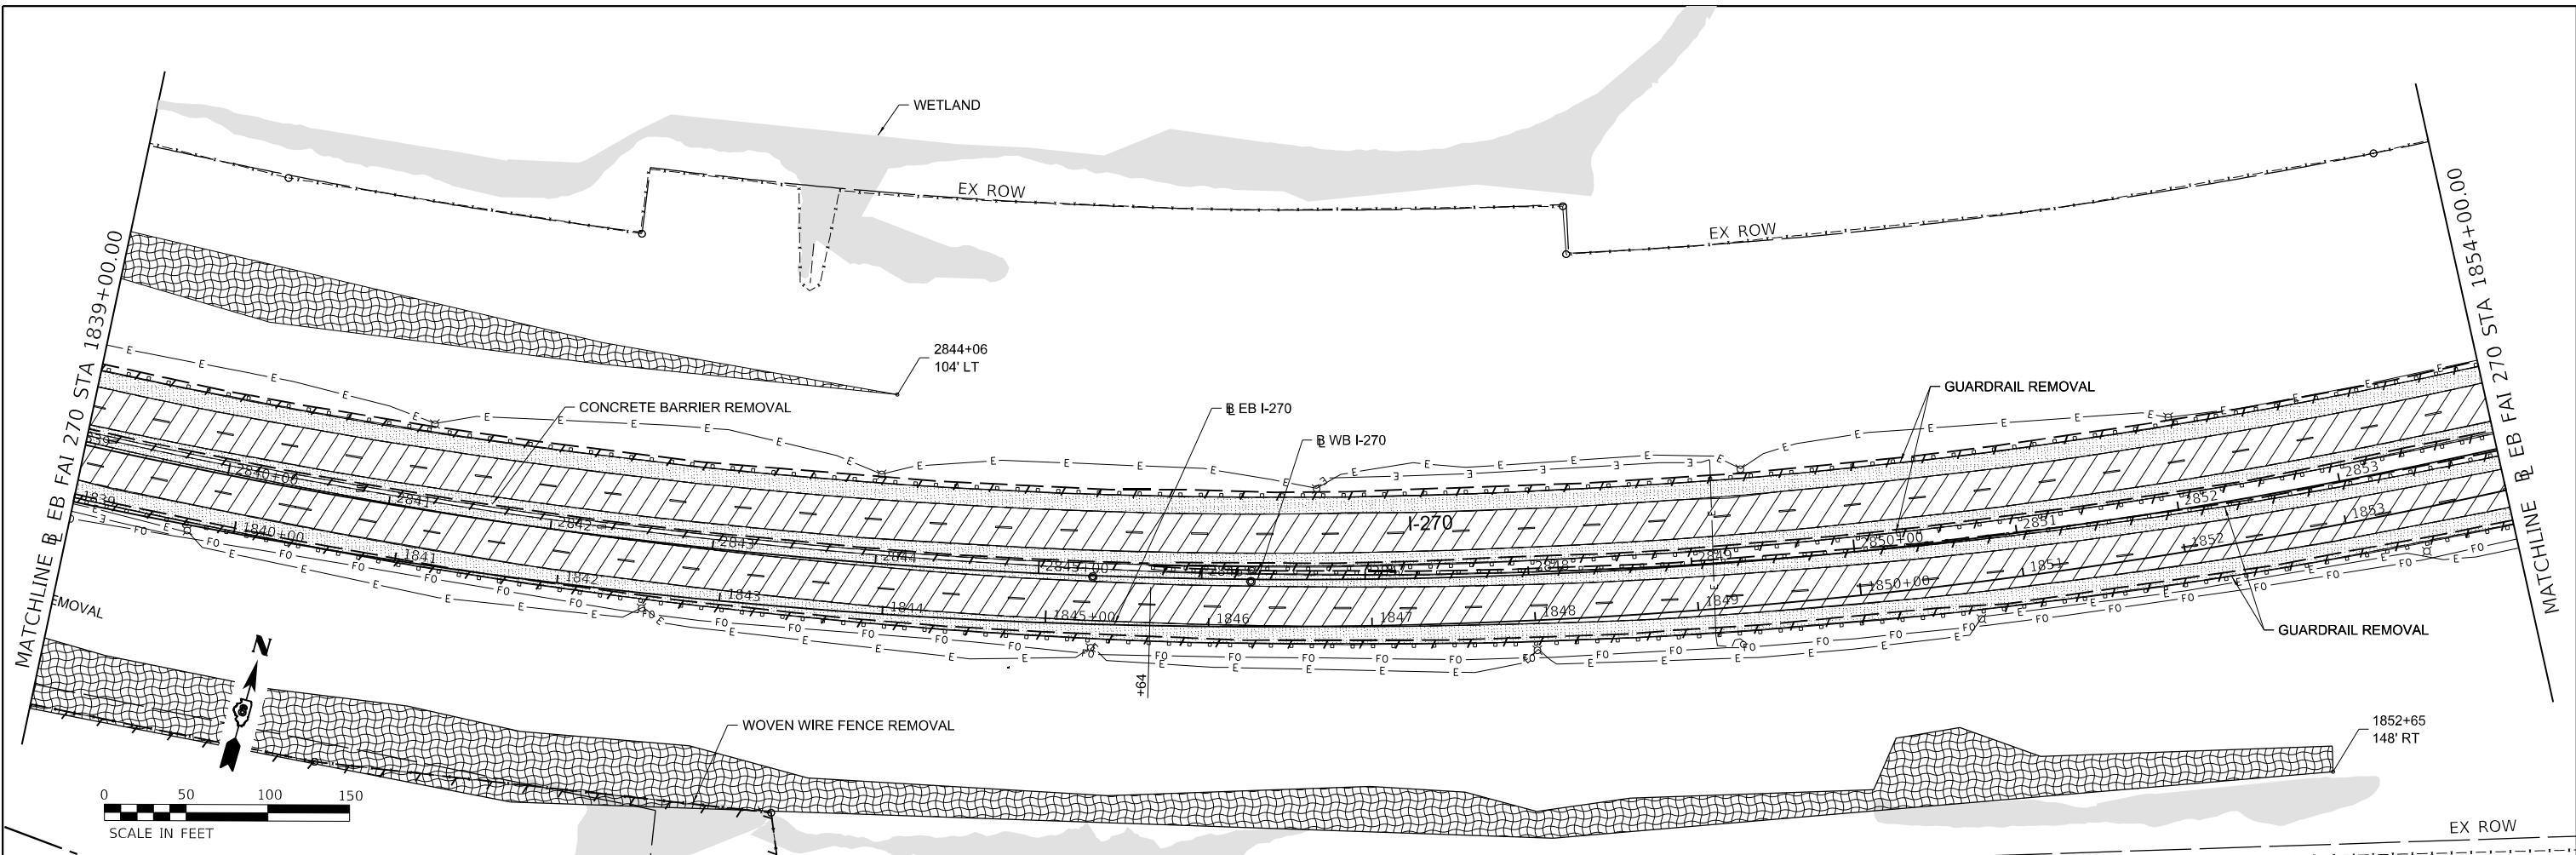 WETLAND
EX ROW
EX ROW
MATCHLINE ⅊ EB FAI 270 STA 1839+00.00
MATCHLINE ⅊ EB FAI 270 STA 1854+00.00
2844+06
104' LT
CONCRETE BARRIER REMOVAL
EB I-270
WB I-270
GUARDRAIL REMOVAL
I-270
2840+00
2841
2842
2843
2844
2845+00
2849
2850+00
2851
2852
2853
1839
1840+00
1841
1842
1843
1844
1845+00
1846
1847
1848
1849
1850+00
1851
1852
1853
+64
GUARDRAIL REMOVAL
EMOVAL
N
WOVEN WIRE FENCE REMOVAL
1852+65
148' RT
0 50 100 150
SCALE IN FEET
EX ROW